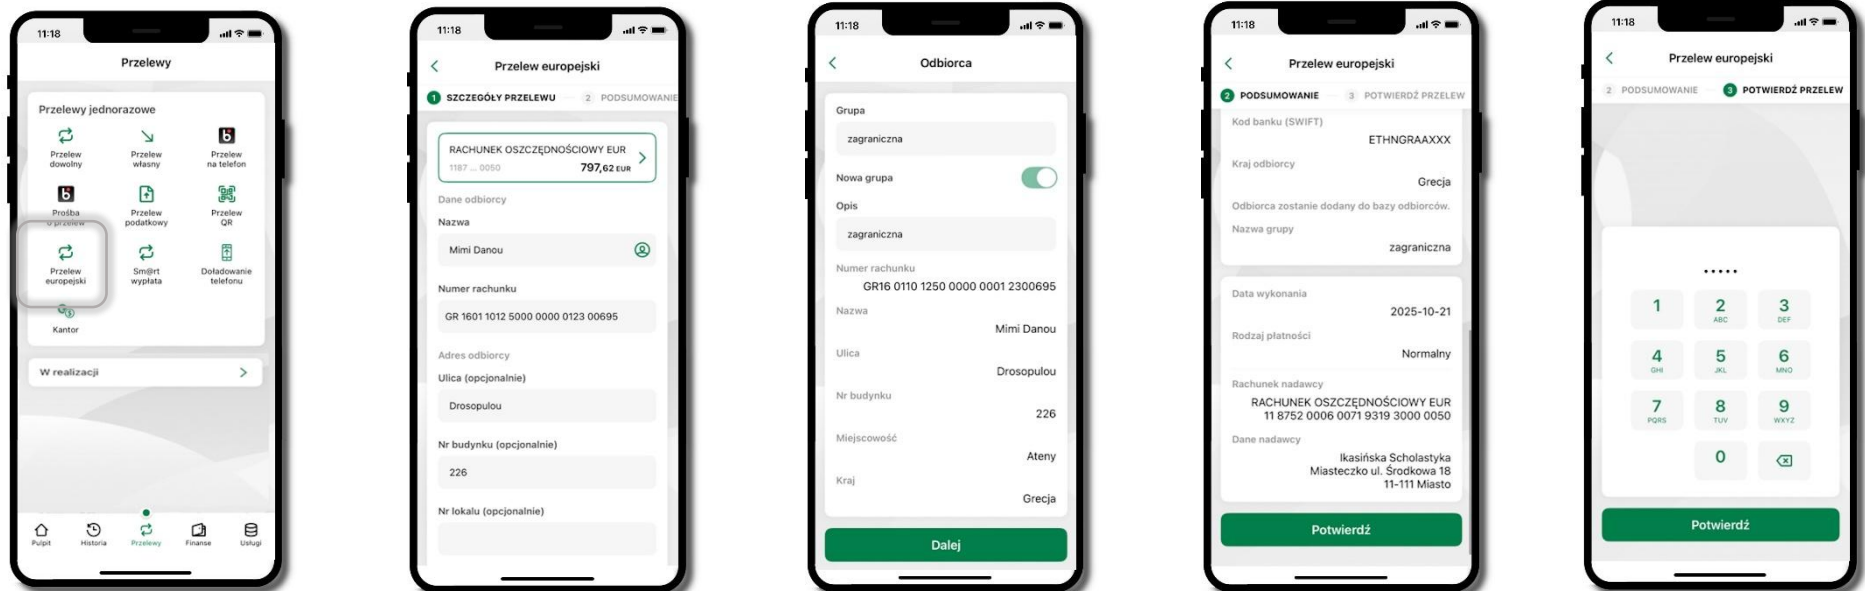 11:18
Przelewy
Przelewy jednorazowe
Przelew
dowolny
Przelew
własny
Przelew
na telefon
Prośba
o przelew
Przelew
podatkowy
Przelew
QR
Przelew
europejski
Sm@rt
wypłata
Doładowanie
telefonu
Kantor
W realizacji
Pulpit
Historia
Przelewy
Finanse
Usługi
11:18
Przelew europejski
1 SZCZEGÓŁY PRZELEWU 2 PODSUMOWANIE
RACHUNEK OSZCZĘDNOŚCIOWY EUR
1187 ... 0050 797,62 EUR
Dane odbiorcy
Nazwa
Mimi Danou
Numer rachunku
GR 1601 1012 5000 0000 0123 00695
Adres odbiorcy
Ulica (opcjonalnie)
Drosopulou
Nr budynku (opcjonalnie)
226
Nr lokalu (opcjonalnie)
11:18
Odbiorca
Grupa
zagraniczna
Nowa grupa
Opis
zagraniczna
Numer rachunku
GR16 0110 1250 0000 0001 2300695
Nazwa
Mimi Danou
Ulica
Drosopulou
Nr budynku
226
Miejscowość
Ateny
Kraj
Grecja
Dalej
11:18
Przelew europejski
2 PODSUMOWANIE 3 POTWIERDŹ PRZELEW
Kod banku (SWIFT)
ETHNGRAAXXX
Kraj odbiorcy
Grecja
Odbiorca zostanie dodany do bazy odbiorców.
Nazwa grupy
zagraniczna
Data wykonania
2025-10-21
Rodzaj płatności
Normalny
Rachunek nadawcy
RACHUNEK OSZCZĘDNOŚCIOWY EUR
11 8752 0006 0071 9319 3000 0050
Dane nadawcy
Ikasińska Scholastyka
Miasteczko ul. Środkowa 18
11-111 Miasto
Potwierdź
11:18
Przelew europejski
2 PODSUMOWANIE 3 POTWIERDŹ PRZELEW
•••••
1 2 3
ABC DEF
4 5 6
GHI JKL MNO
7 8 9
PQRS TUV WXYZ
0
Potwierdź